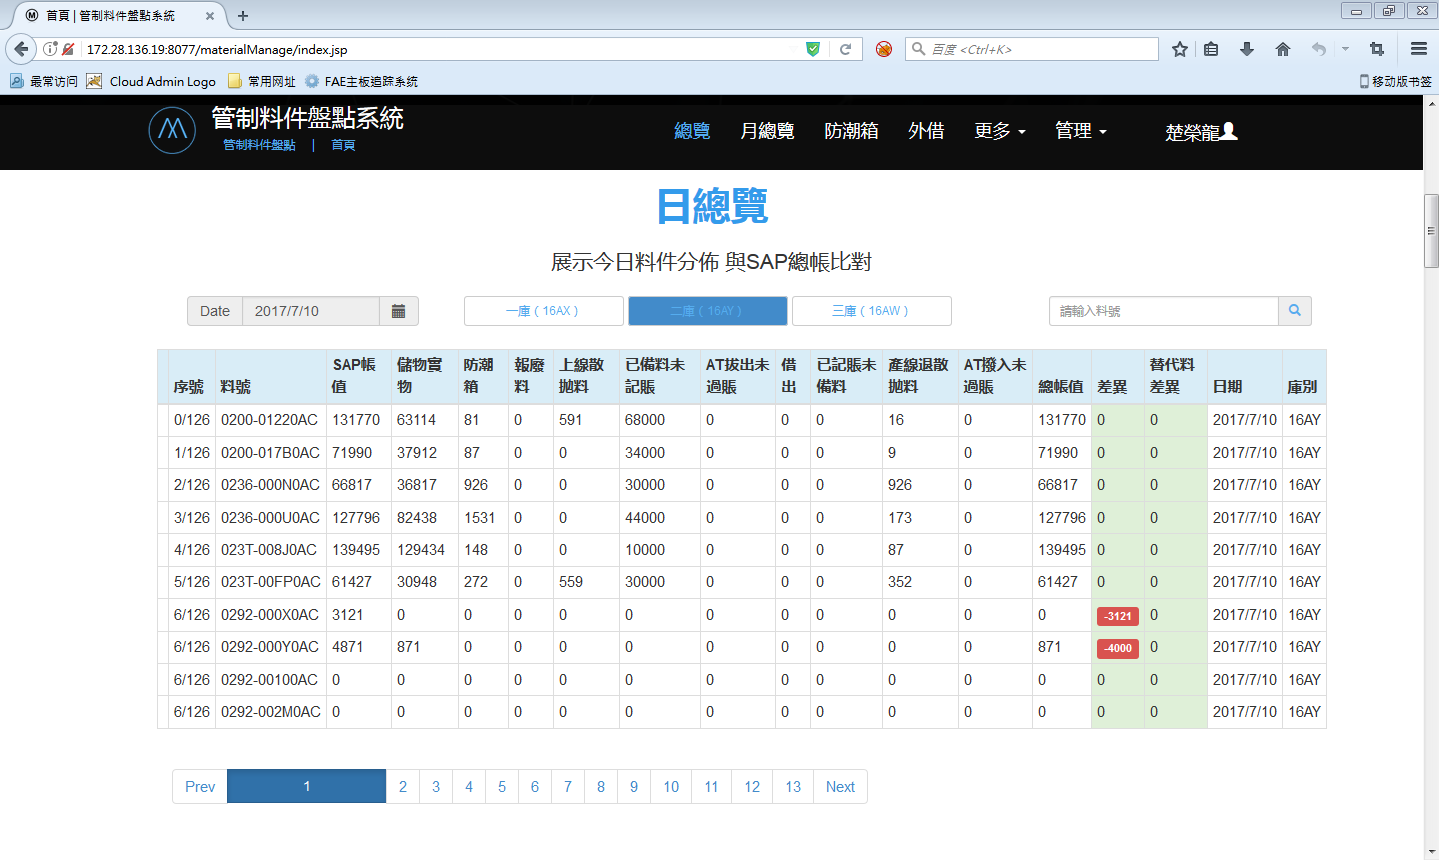 首頁 | 管制料件盤點系統
172.28.136.19:8077/materialManage/index.jsp
百度 <Ctrl+K>
最常访问 Cloud Admin Logo 常用网址 FAE主板追踪系统 移动版书签
管制料件盤點系統
管制料件盤點 | 首頁
總覽 月總覽 防潮箱 外借 更多 管理 楚榮龍
日總覽
展示今日料件分佈 與SAP總帳比對
Date 2017/7/10 一庫 ( 16AX ) 二庫 ( 16AY ) 三庫 ( 16AW ) 請輸入料號
序號 料號 SAP帳值 儲物實物 防潮箱 報廢料 上線散拋料 已備料未記賬 AT拔出未過賬 借出 已記賬未備料 產線退散拋料 AT撥入未過賬 總帳值 差異 替代料差異 日期 庫別
0/126 0200-01220AC 131770 63114 81 0 591 68000 0 0 0 16 0 131770 0 0 2017/7/10 16AY
1/126 0200-017B0AC 71990 37912 87 0 0 34000 0 0 0 9 0 71990 0 0 2017/7/10 16AY
2/126 0236-000N0AC 66817 36817 926 0 0 30000 0 0 0 926 0 66817 0 0 2017/7/10 16AY
3/126 0236-000U0AC 127796 82438 1531 0 0 44000 0 0 0 173 0 127796 0 0 2017/7/10 16AY
4/126 023T-008J0AC 139495 129434 148 0 0 10000 0 0 0 87 0 139495 0 0 2017/7/10 16AY
5/126 023T-00FP0AC 61427 30948 272 0 559 30000 0 0 0 352 0 61427 0 0 2017/7/10 16AY
6/126 0292-000X0AC 3121 0 0 0 0 0 0 0 0 0 0 0 -3121 0 2017/7/10 16AY
6/126 0292-000Y0AC 4871 871 0 0 0 0 0 0 0 0 0 871 -4000 0 2017/7/10 16AY
6/126 0292-00100AC 0 0 0 0 0 0 0 0 0 0 0 0 0 0 2017/7/10 16AY
6/126 0292-002M0AC 0 0 0 0 0 0 0 0 0 0 0 0 0 0 2017/7/10 16AY
Prev 1 2 3 4 5 6 7 8 9 10 11 12 13 Next